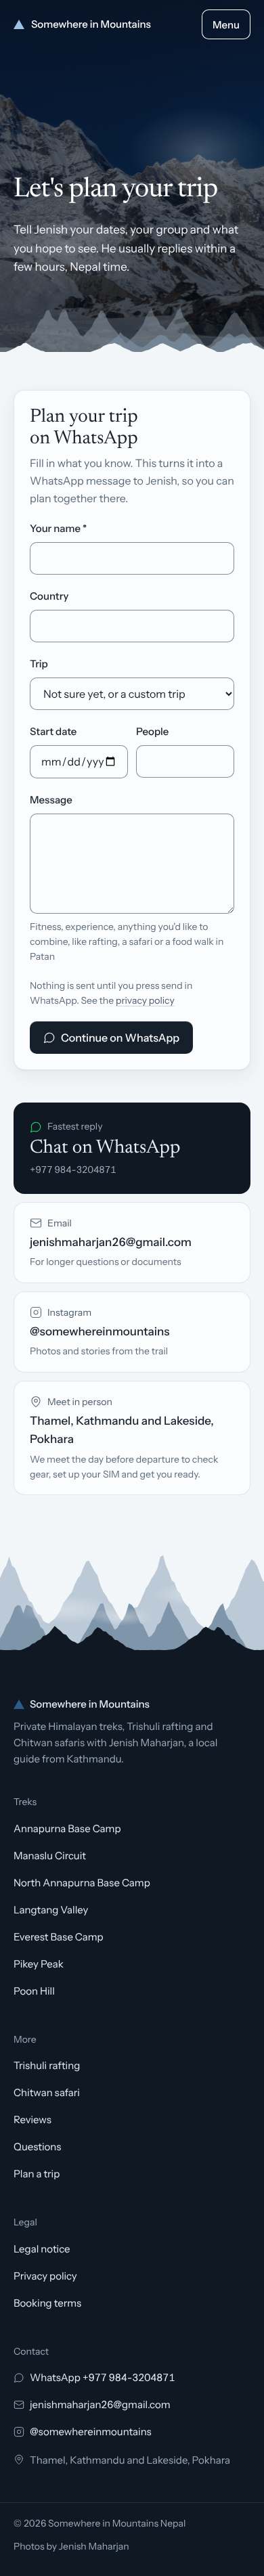 Somewhere in Mountains
Menu
Let's plan your trip
Tell Jenish your dates, your group and what
you hope to see. He usually replies within a
few hours, Nepal time.
Plan your trip
on WhatsApp
Fill in what you know. This turns it into a
WhatsApp message to Jenish, so you can
plan together there.
Your name *
Country
Trip
Not sure yet, or a custom trip
Start date
People
mm/dd/yyy
Message
Fitness, experience, anything you'd like to
combine, like rafting, a safari or a food walk in
Patan
Nothing is sent until you press send in
WhatsApp. See the privacy policy
Continue on WhatsApp
Fastest reply
Chat on WhatsApp
+977 984-3204871
Email
jenishmaharjan26@gmail.com
For longer questions or documents
Instagram
@somewhereinmountains
Photos and stories from the trail
Meet in person
Thamel, Kathmandu and Lakeside,
Pokhara
We meet the day before departure to check
gear, set up your SIM and get you ready.
Somewhere in Mountains
Private Himalayan treks, Trishuli rafting and
Chitwan safaris with Jenish Maharjan, a local
guide from Kathmandu.
Treks
Annapurna Base Camp
Manaslu Circuit
North Annapurna Base Camp
Langtang Valley
Everest Base Camp
Pikey Peak
Poon Hill
More
Trishuli rafting
Chitwan safari
Reviews
Questions
Plan a trip
Legal
Legal notice
Privacy policy
Booking terms
Contact
WhatsApp +977 984-3204871
jenishmaharjan26@gmail.com
@somewhereinmountains
Thamel, Kathmandu and Lakeside, Pokhara
© 2026 Somewhere in Mountains Nepal
Photos by Jenish Maharjan